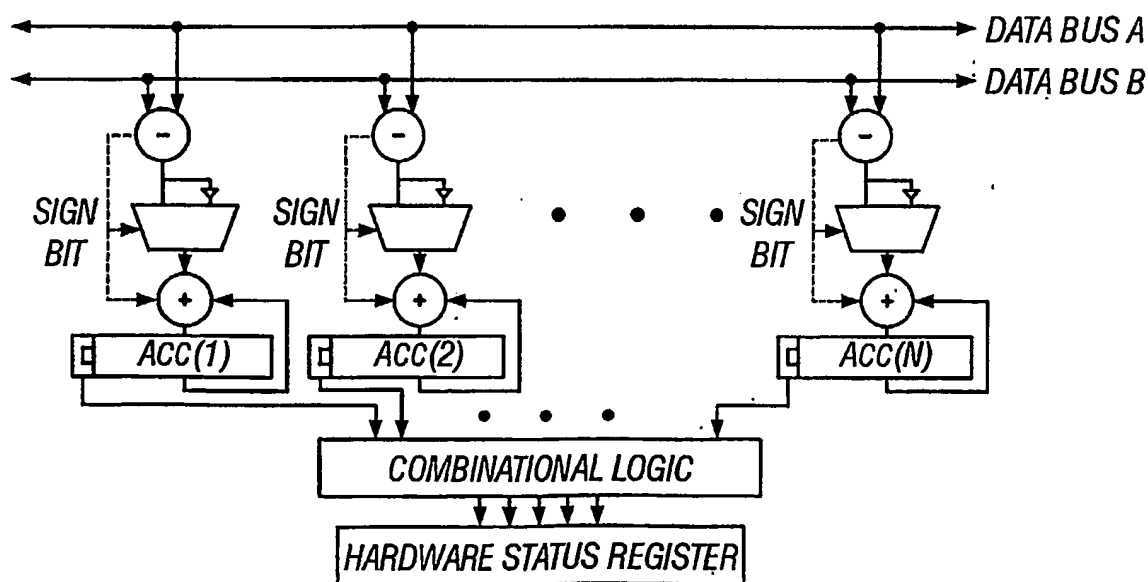 DATA BUS A
DATA BUS B
- - -
SIGN BIT SIGN BIT SIGN BIT
+ + +
ACC(1) ACC(2) ACC(N)
COMBINATIONAL LOGIC
HARDWARE STATUS REGISTER